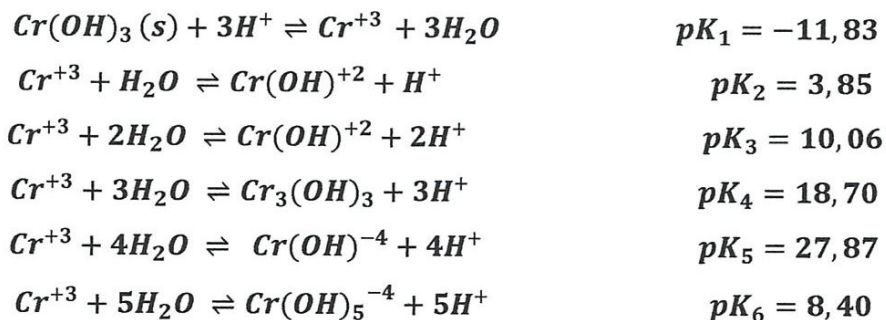 Cr(OH)₃ (s) + 3H⁺ ⇌ Cr⁺³ + 3H₂O pK₁ = −11,83
Cr⁺³ + H₂O ⇌ Cr(OH)⁺² + H⁺ pK₂ = 3,85
Cr⁺³ + 2H₂O ⇌ Cr(OH)⁺² + 2H⁺ pK₃ = 10,06
Cr⁺³ + 3H₂O ⇌ Cr₃(OH)₃ + 3H⁺ pK₄ = 18,70
Cr⁺³ + 4H₂O ⇌ Cr(OH)⁻⁴ + 4H⁺ pK₅ = 27,87
Cr⁺³ + 5H₂O ⇌ Cr(OH)₅⁻⁴ + 5H⁺ pK₆ = 8,40